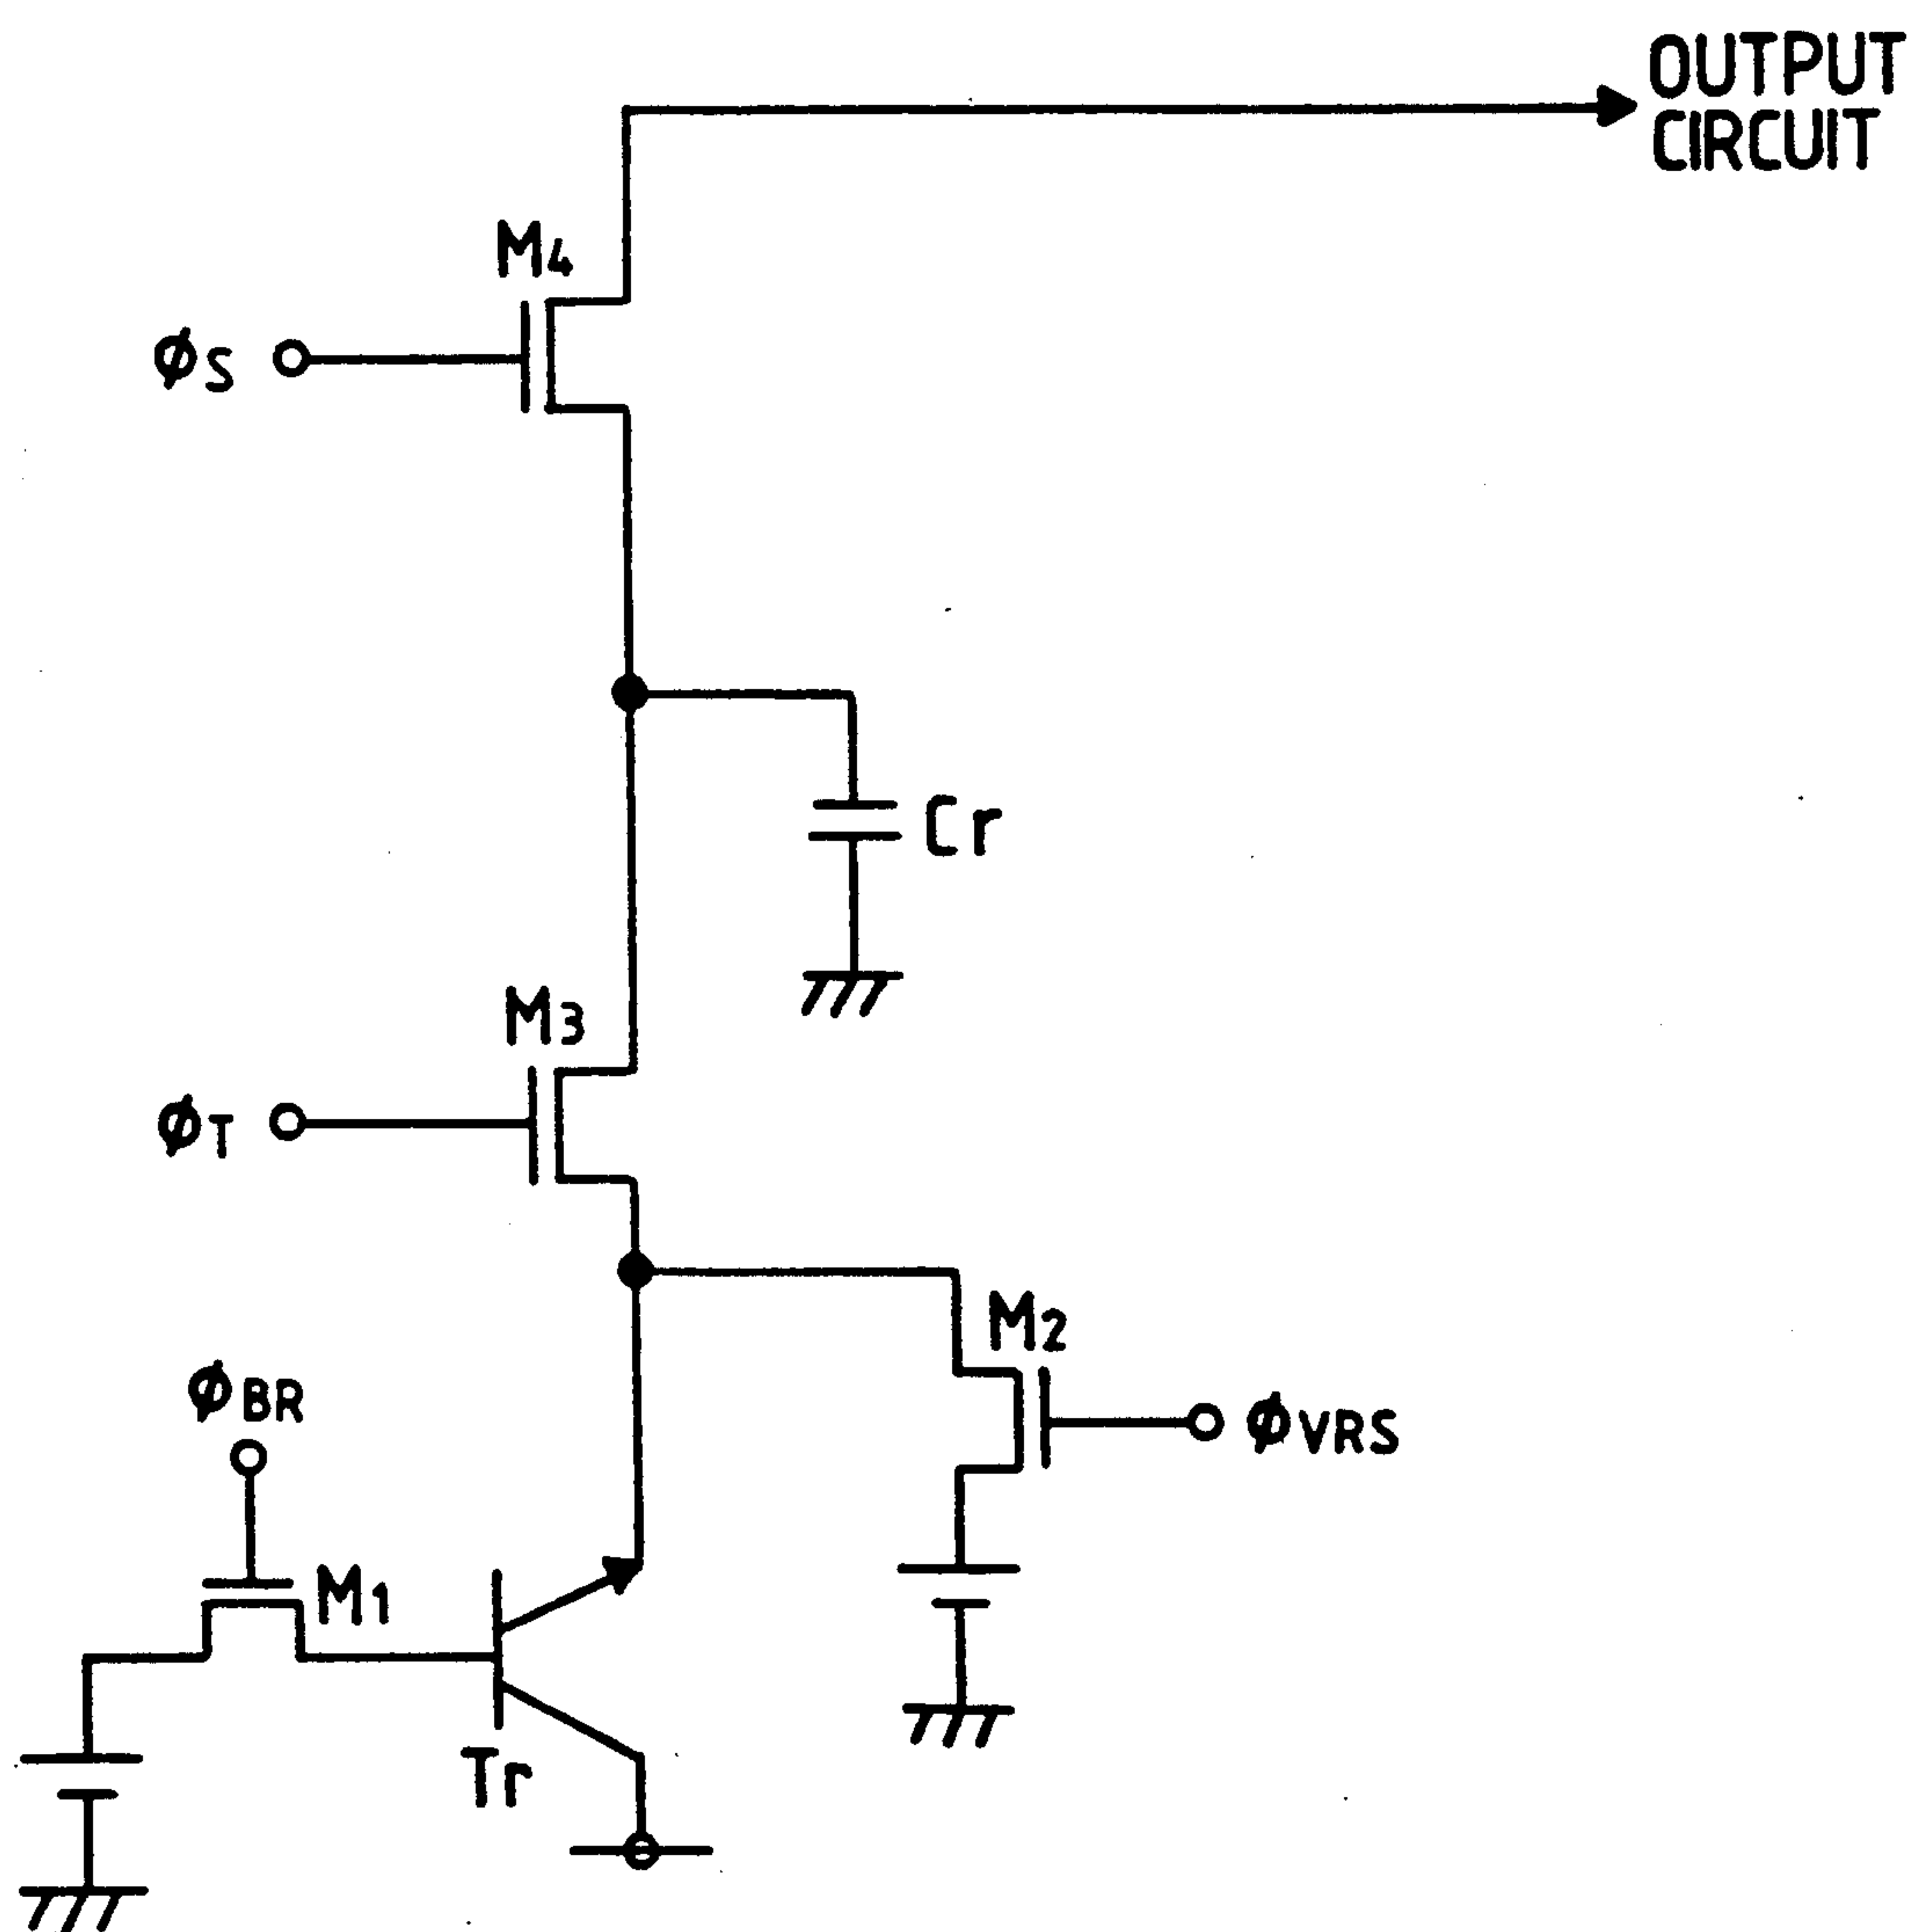 OUTPUT
CIRCUIT
M4
ϕS
Cr
M3
ϕT
M2
ϕBR
ϕVRS
M1
Tr